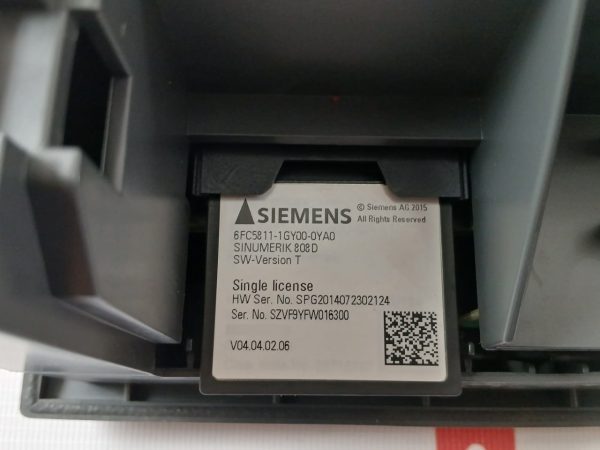 SIEMENS
© Siemens AG 2015
All Rights Reserved
6FC5811-1GY00-0YA0
SINUMERIK 808D
SW-Version T
Single license
HW Ser. No. SPG2014072302124
Ser. No. SZVF9YFW016300
V04.04.02.06